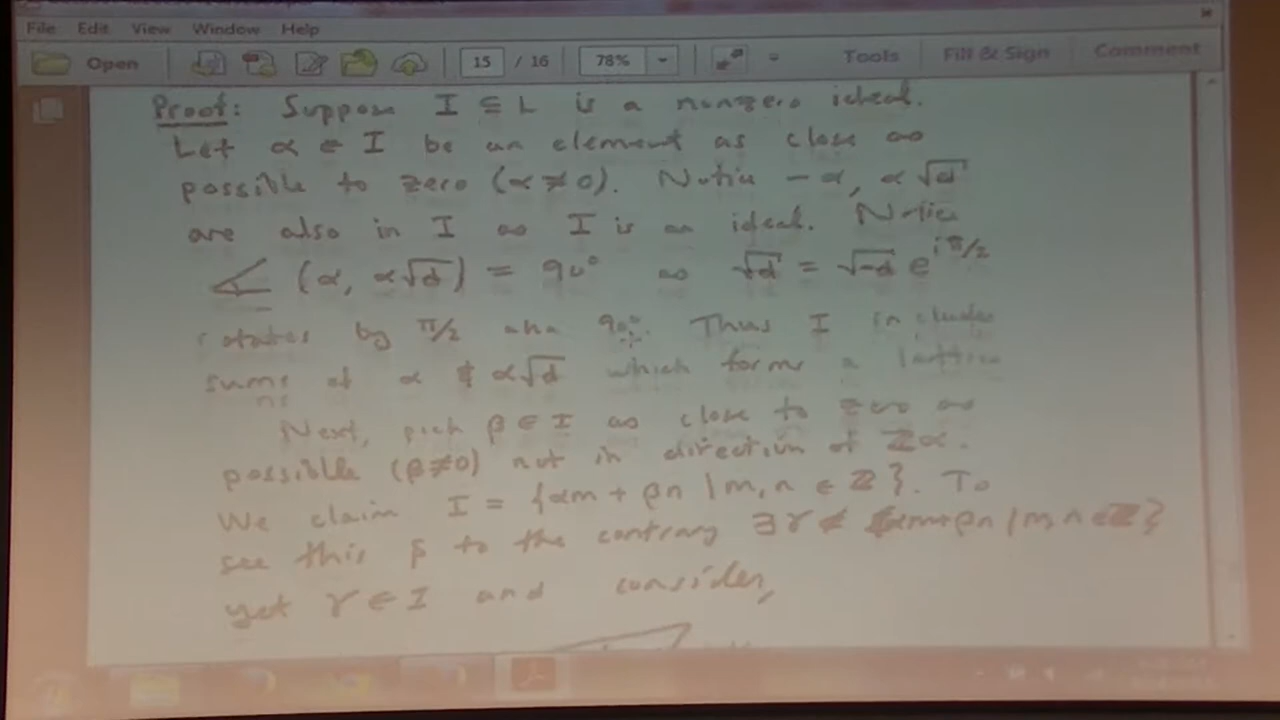 File Edit View Window Help
Open 15 / 16 78% Tools Fill & Sign Comment
Proof: Suppose I ⊆ L is a nonzero ideal.
Let α ∈ I be an element as close as
possible to zero (α ≠ 0). Notice -α, α√d
are also in I as I is an ideal. Notice
∠ (α, α√d) = 90° as √d = √-d e^{iπ/2}
rotates by π/2 aka 90°. Thus I includes
sums of α & α√d which forms a lattice
Next, pick β ∈ I as close to zero as
possible (β≠0) not in direction of ℤα.
We claim I = {αm + βn | m, n ∈ ℤ}. To
see this β to the contrary ∃ γ ∉ {αm+βn | m, n ∈ ℤ}
yet γ ∈ I and consider,